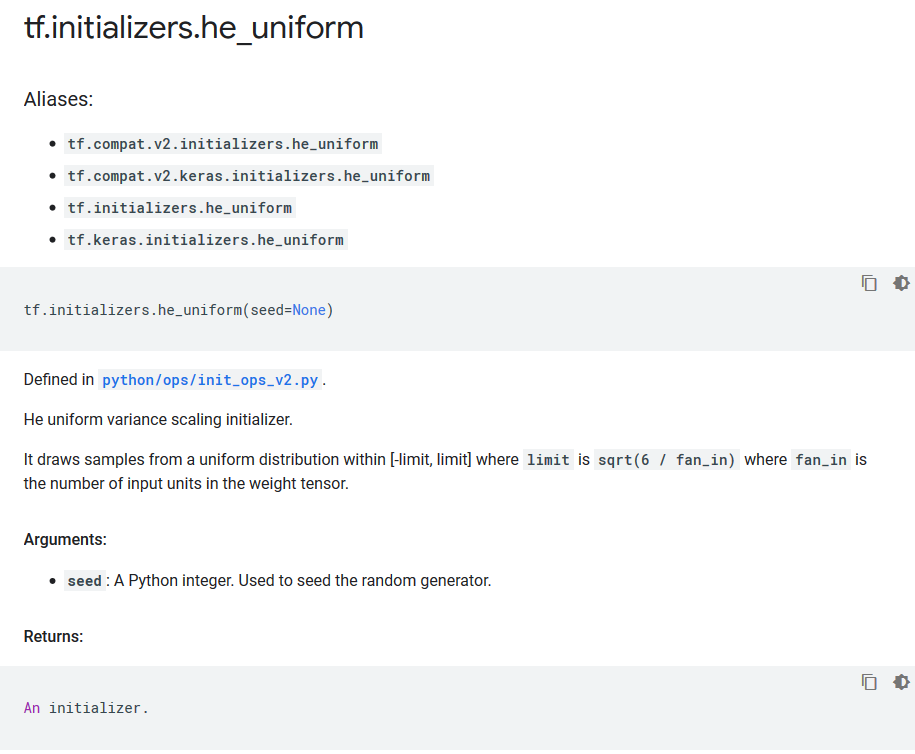 tf.initializers.he_uniform
Aliases:
tf.compat.v2.initializers.he_uniform
tf.compat.v2.keras.initializers.he_uniform
tf.initializers.he_uniform
tf.keras.initializers.he_uniform
tf.initializers.he_uniform(seed=None)
Defined in python/ops/init_ops_v2.py.
He uniform variance scaling initializer.
It draws samples from a uniform distribution within [-limit, limit] where limit is sqrt(6 / fan_in) where fan_in is
the number of input units in the weight tensor.
Arguments:
seed: A Python integer. Used to seed the random generator.
Returns:
An initializer.